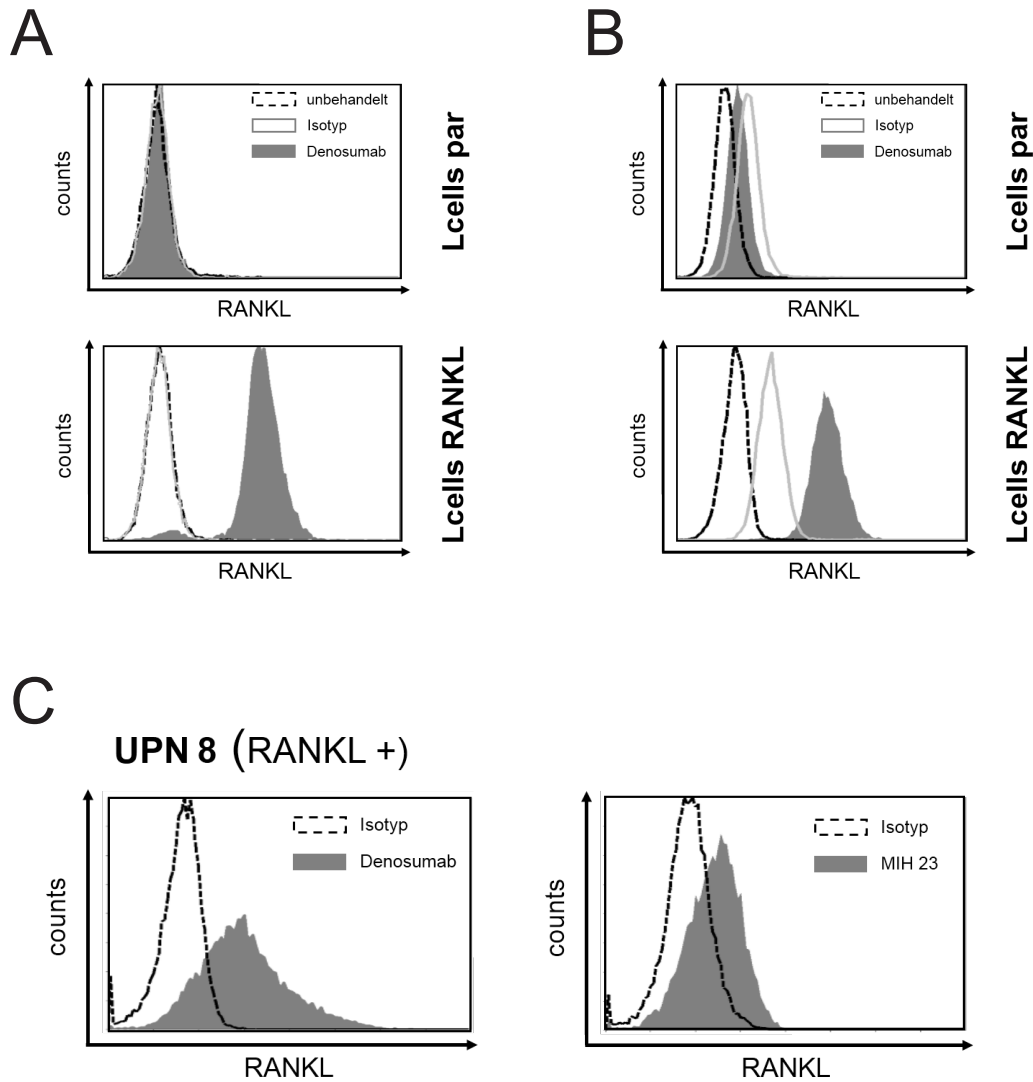 A
unbehandelt
Isotyp
Denosumab
counts
RANKL
Lcells par
counts
RANKL
Lcells RANKL
B
unbehandelt
Isotyp
Denosumab
counts
RANKL
Lcells par
counts
RANKL
Lcells RANKL
C
UPN 8 (RANKL +)
Isotyp
Denosumab
counts
RANKL
Isotyp
MIH 23
counts
RANKL